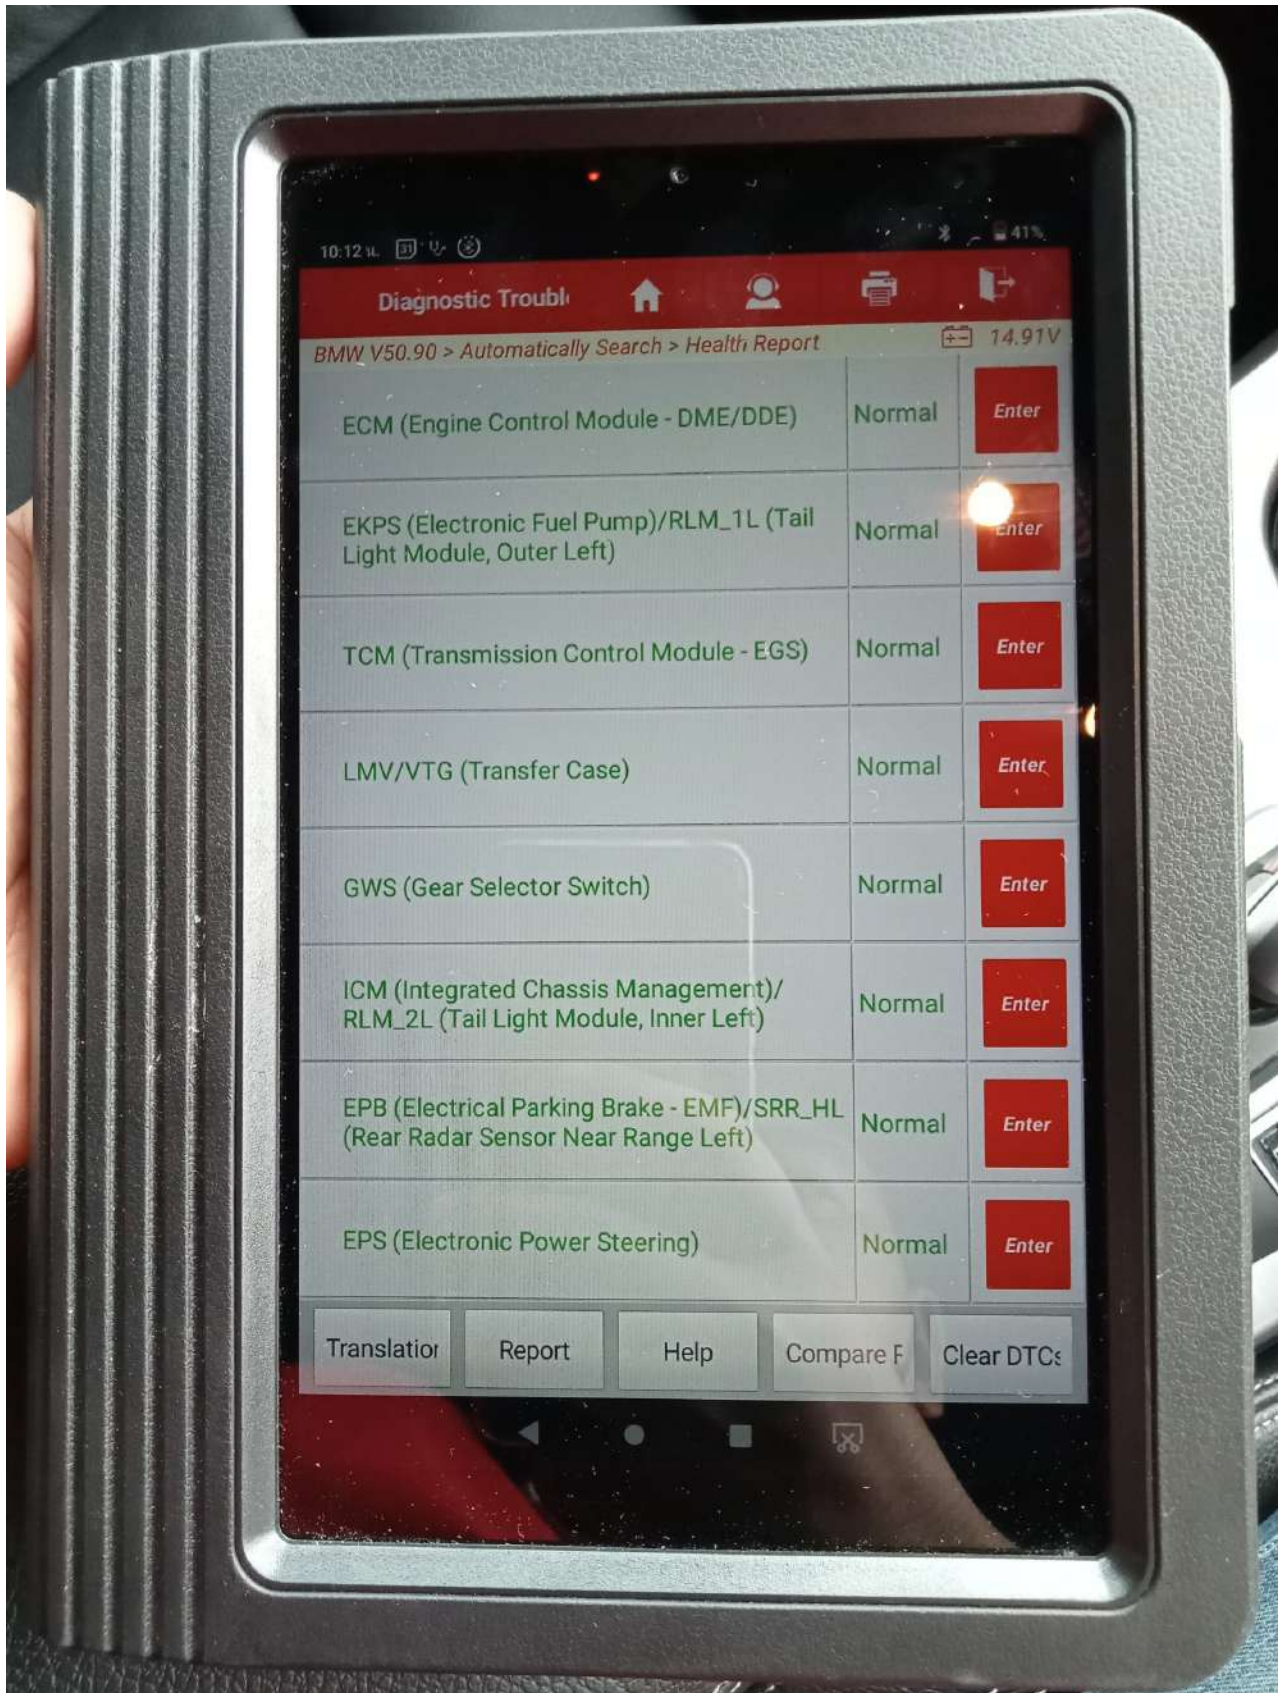 10:12 น. 31 41%
Diagnostic Troubl
BMW V50.90 > Automatically Search > Health Report 14.91V
ECM (Engine Control Module - DME/DDE) Normal Enter
EKPS (Electronic Fuel Pump)/RLM_1L (Tail
Light Module, Outer Left) Normal Enter
TCM (Transmission Control Module - EGS) Normal Enter
LMV/VTG (Transfer Case) Normal Enter
GWS (Gear Selector Switch) Normal Enter
ICM (Integrated Chassis Management)/
RLM_2L (Tail Light Module, Inner Left) Normal Enter
EPB (Electrical Parking Brake - EMF)/SRR_HL
(Rear Radar Sensor Near Range Left) Normal Enter
EPS (Electronic Power Steering) Normal Enter
Translation Report Help Compare F Clear DTCs